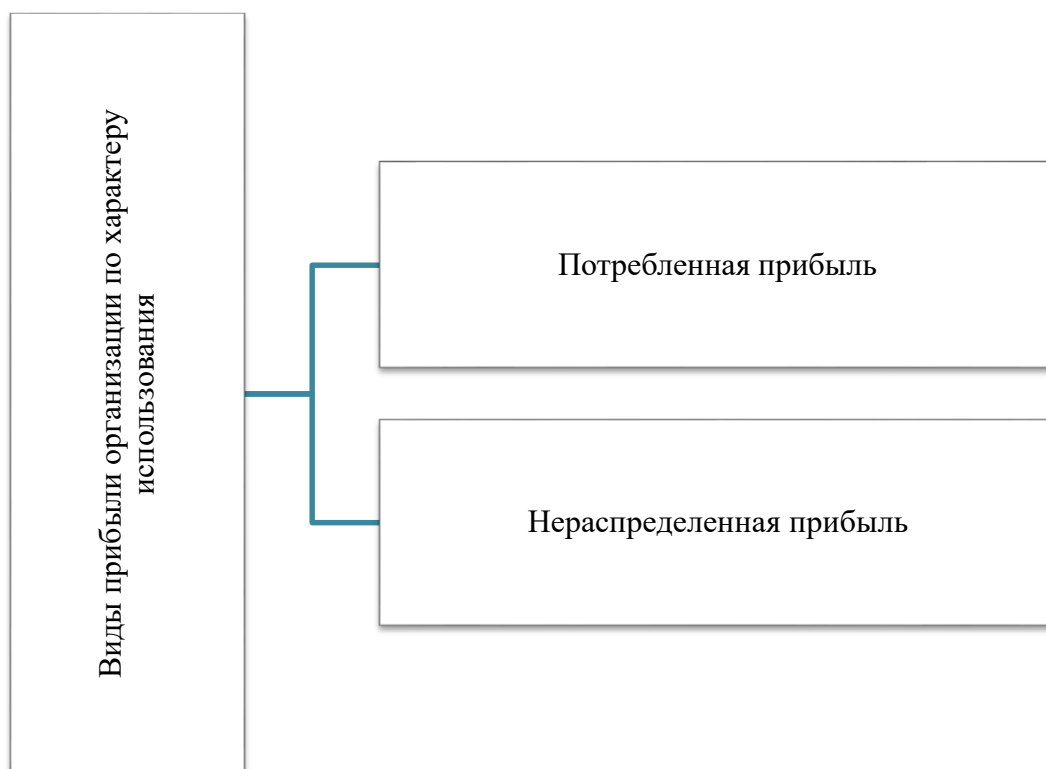 Виды прибыли организации по характеру
использования
Потребленная прибыль
Нераспределенная прибыль